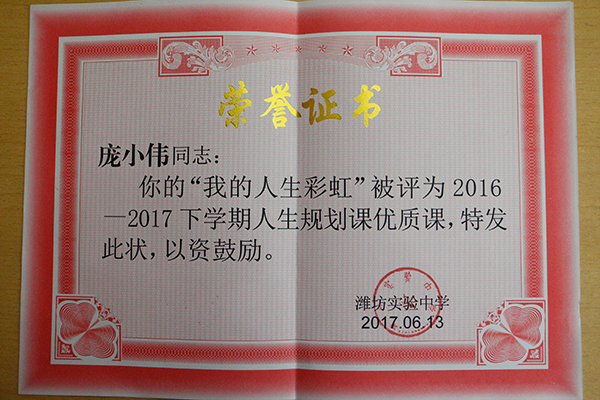 荣誉证书
庞小伟同志：
你的“我的人生彩虹”被评为2016
—2017下学期人生规划课优质课，特发
此状，以资鼓励。
潍坊实验中学
2017.06.13